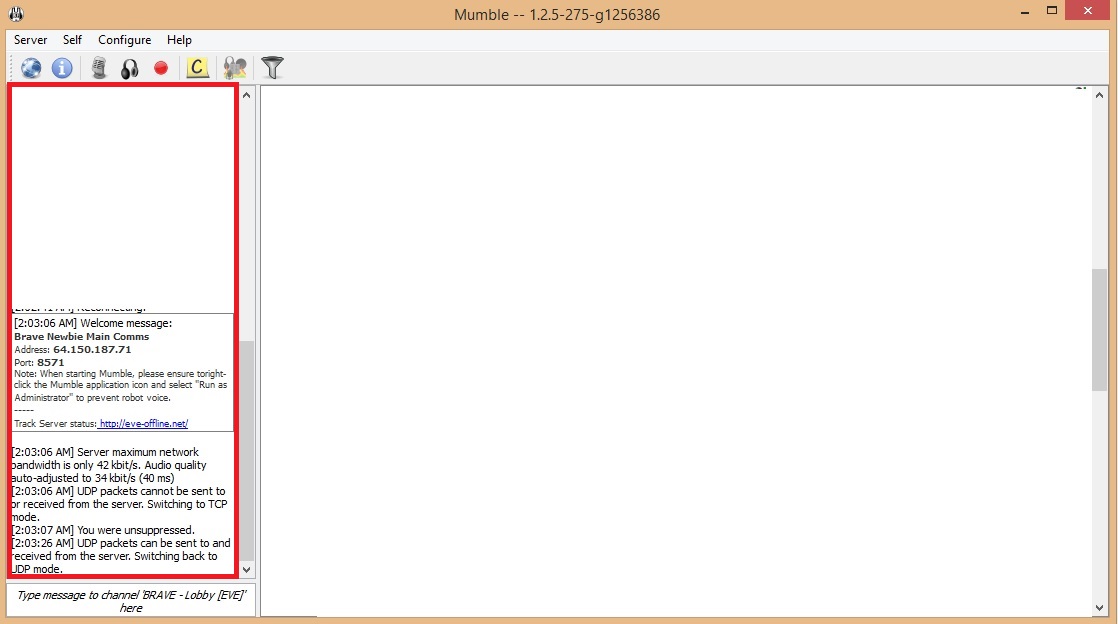 Mumble -- 1.2.5-275-g1256386
Server Self Configure Help
C
[2:02:41 AM] Reconnecting.
[2:03:06 AM] Welcome message:
Brave Newbie Main Comms
Address: 64.150.187.71
Port: 8571
Note: When starting Mumble, please ensure toright-
click the Mumble application icon and select "Run as
Administrator" to prevent robot voice.
-----
Track Server status: http://eve-offline.net/
[2:03:06 AM] Server maximum network
bandwidth is only 42 kbit/s. Audio quality
auto-adjusted to 34 kbit/s (40 ms)
[2:03:06 AM] UDP packets cannot be sent to
or received from the server. Switching to TCP
mode.
[2:03:07 AM] You were unsuppressed.
[2:03:26 AM] UDP packets can be sent to and
received from the server. Switching back to
UDP mode.
Type message to channel 'BRAVE - Lobby [EVE]'
here